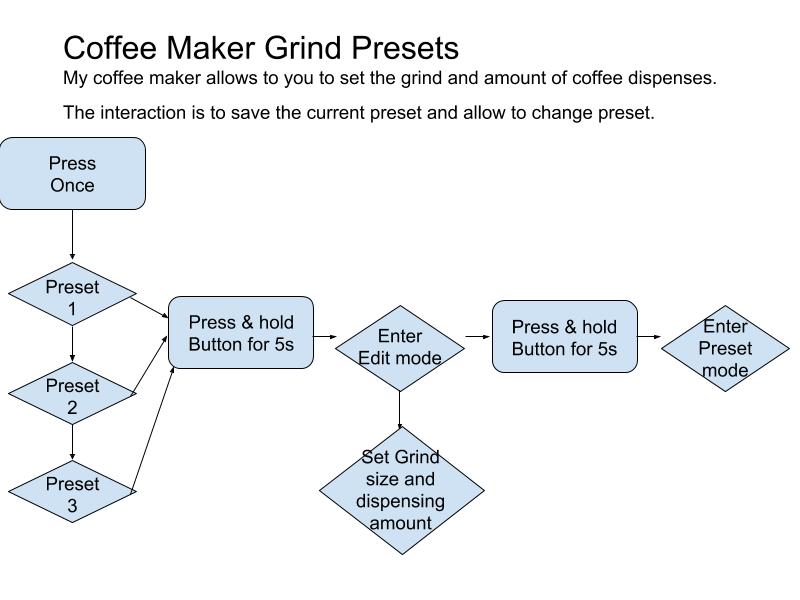 Coffee Maker Grind Presets
My coffee maker allows to you to set the grind and amount of coffee dispenses.
The interaction is to save the current preset and allow to change preset.
Press
Once
Preset
1
Press & hold
Button for 5s
Enter
Edit mode
Press & hold
Button for 5s
Enter
Preset
mode
Preset
2
Preset
3
Set Grind
size and
dispensing
amount